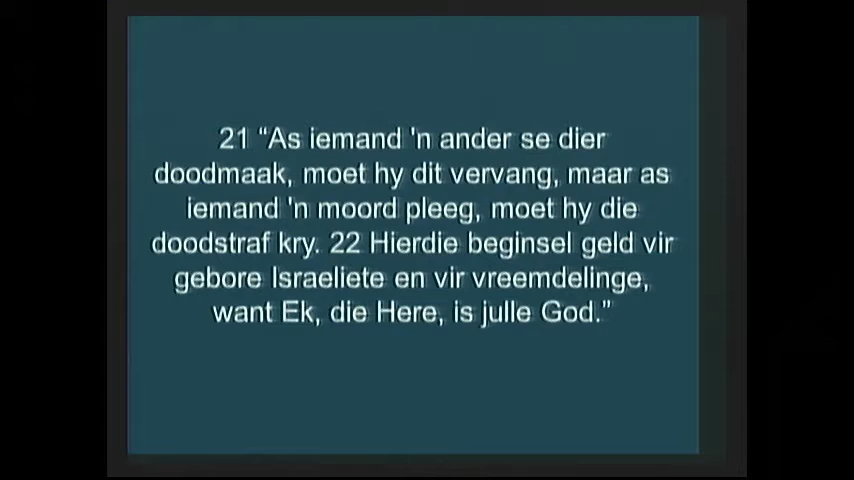 21 “As iemand 'n ander se dier
doodmaak, moet hy dit vervang, maar as
iemand 'n moord pleeg, moet hy die
doodstraf kry. 22 Hierdie beginsel geld vir
gebore Israeliete en vir vreemdelinge,
want Ek, die Here, is julle God.”